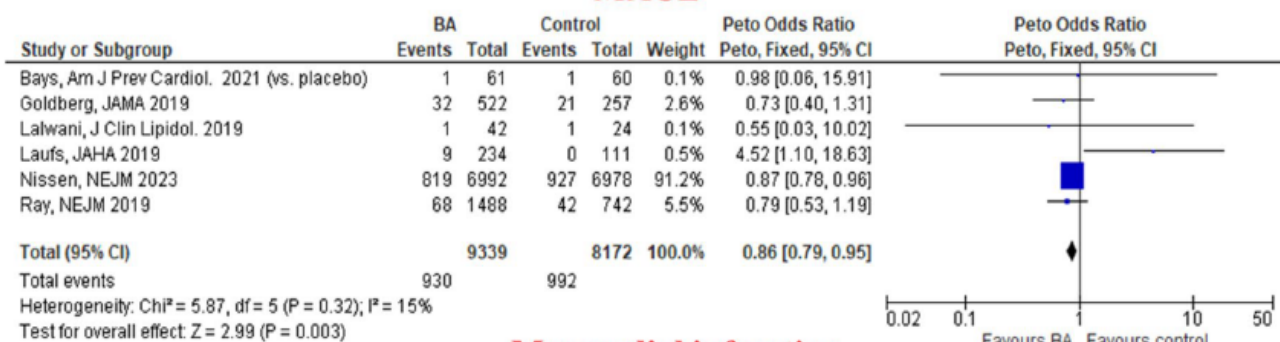 BA Control Peto Odds Ratio Peto Odds Ratio
Study or Subgroup Events Total Events Total Weight Peto, Fixed, 95% CI Peto, Fixed, 95% CI
Bays, Am J Prev Cardiol. 2021 (vs. placebo) 1 61 1 60 0.1% 0.98 [0.06, 15.91]
Goldberg, JAMA 2019 32 522 21 257 2.6% 0.73 [0.40, 1.31]
Lalwani, J Clin Lipidol. 2019 1 42 1 24 0.1% 0.55 [0.03, 10.02]
Laufs, JAHA 2019 9 234 0 111 0.5% 4.52 [1.10, 18.63]
Nissen, NEJM 2023 819 6992 927 6978 91.2% 0.87 [0.78, 0.96]
Ray, NEJM 2019 68 1488 42 742 5.5% 0.79 [0.53, 1.19]
Total (95% CI) 9339 8172 100.0% 0.86 [0.79, 0.95]
Total events 930 992
Heterogeneity: Chi² = 5.87, df = 5 (P = 0.32); I² = 15%
Test for overall effect: Z = 2.99 (P = 0.003)
0.02 0.1 1 10 50
Favours BA Favours control